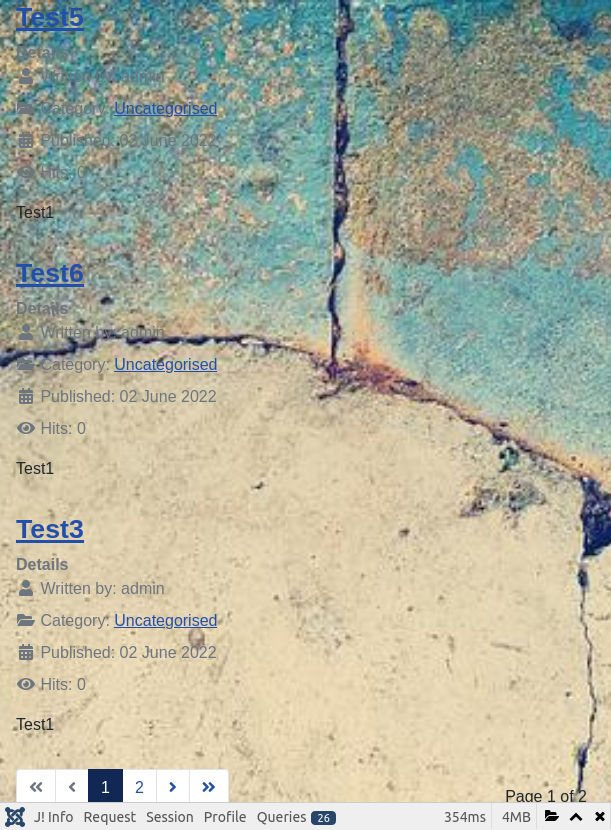 Test5
Details
Written by: admin
Category: Uncategorised
Published: 02 June 2022
Hits: 0
Test1
Test6
Details
Written by: admin
Category: Uncategorised
Published: 02 June 2022
Hits: 0
Test1
Test3
Details
Written by: admin
Category: Uncategorised
Published: 02 June 2022
Hits: 0
Test1
1 2
Page 1 of 2
J! Info Request Session Profile Queries 26 354ms 4MB